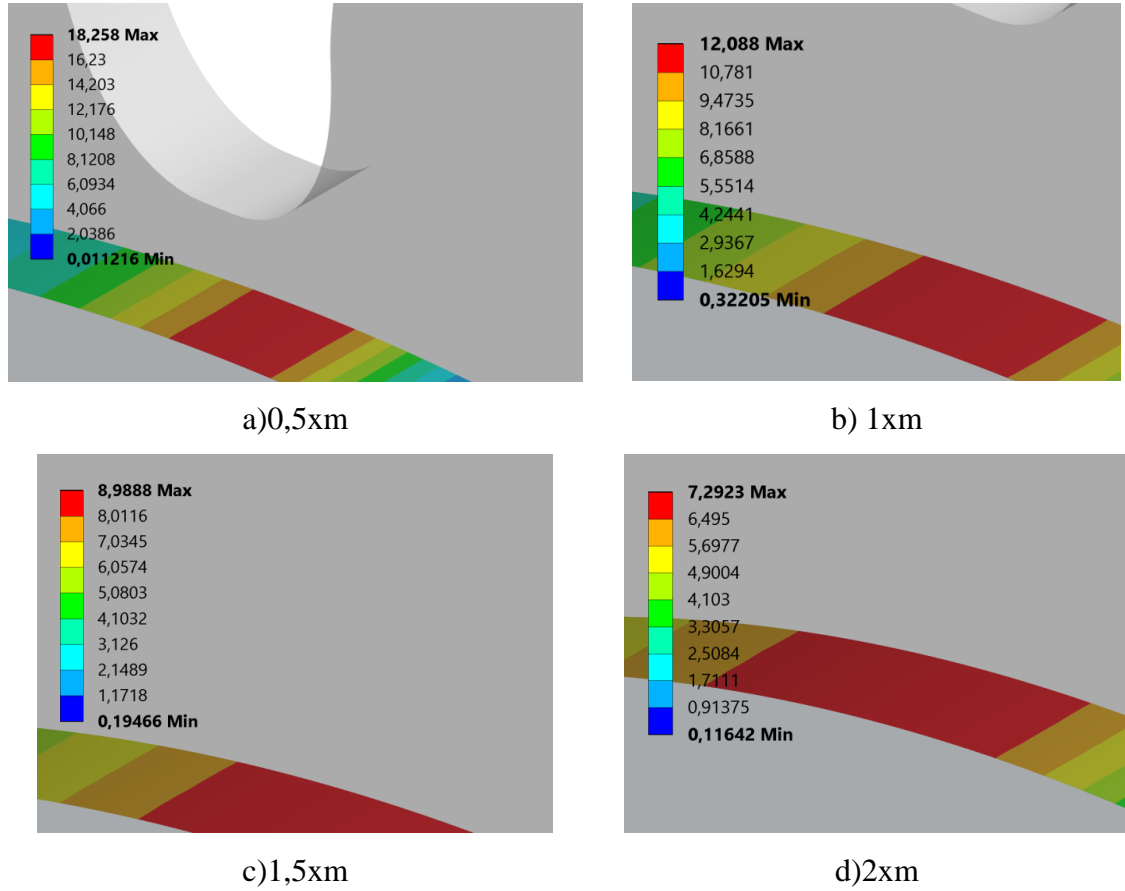 18,258 Max
16,23
14,203
12,176
10,148
8,1208
6,0934
4,066
2,0386
0,011216 Min
12,088 Max
10,781
9,4735
8,1661
6,8588
5,5514
4,2441
2,9367
1,6294
0,32205 Min
a)0,5xm
b) 1xm
8,9888 Max
8,0116
7,0345
6,0574
5,0803
4,1032
3,126
2,1489
1,1718
0,19466 Min
7,2923 Max
6,495
5,6977
4,9004
4,103
3,3057
2,5084
1,7111
0,91375
0,11642 Min
c)1,5xm
d)2xm